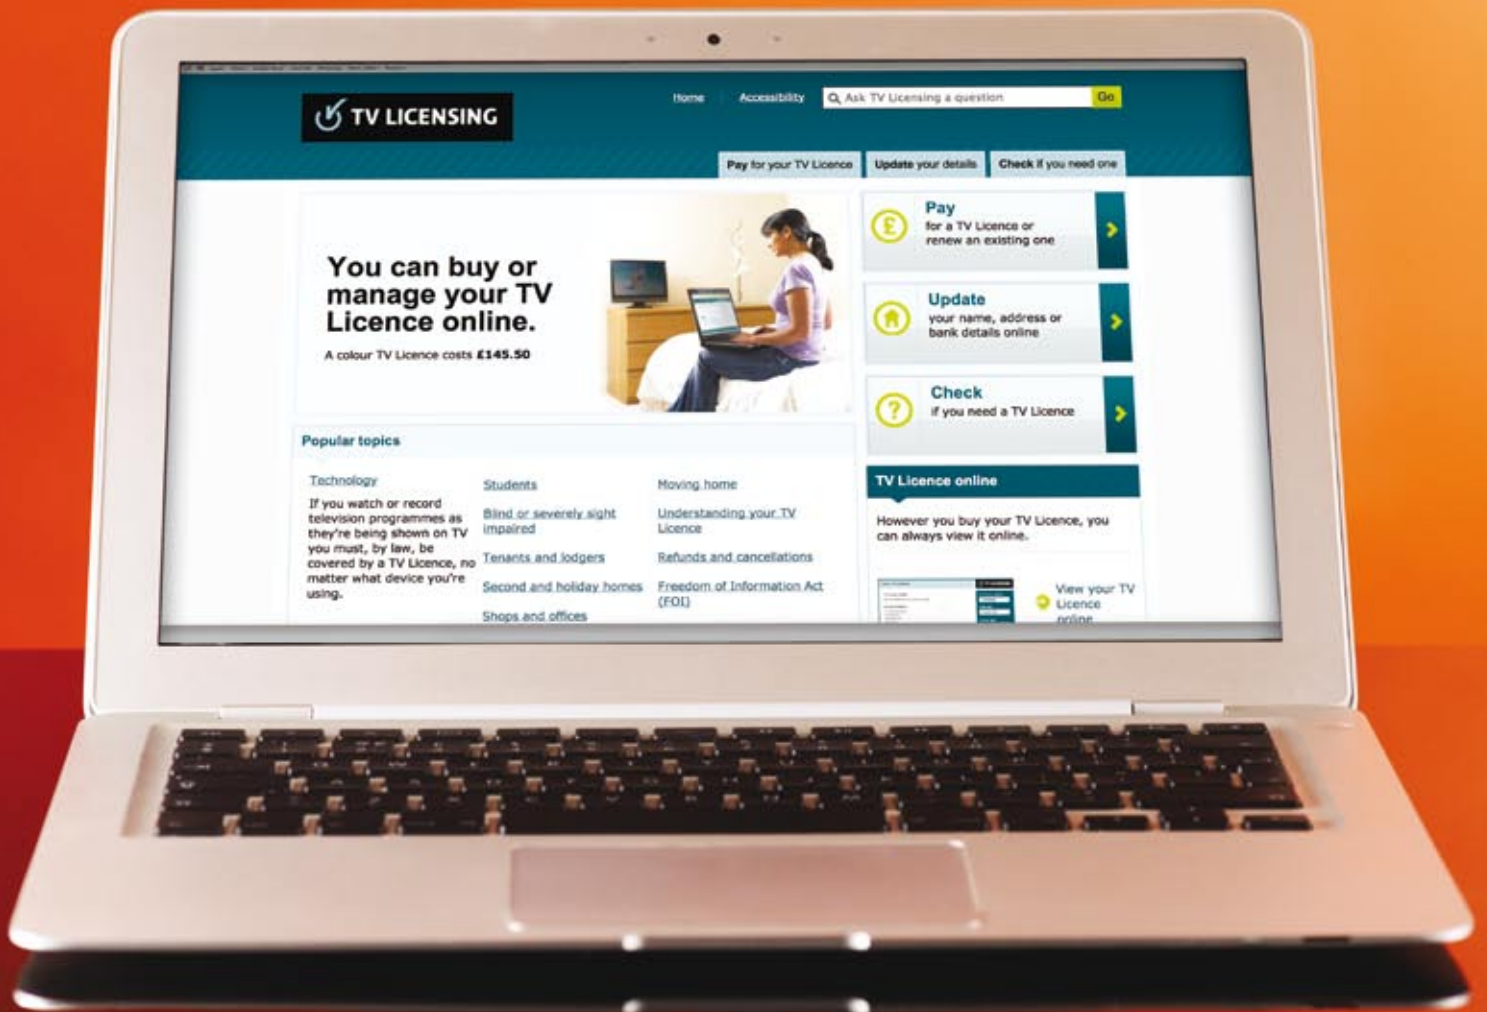 TV LICENSING
Home
Accessibility
Ask TV Licensing a question
Go
Pay for your TV Licence
Update your details
Check if you need one
You can buy or
manage your TV
Licence online.
A colour TV Licence costs £145.50
£
Pay
for a TV Licence or
renew an existing one
Update
your name, address or
bank details online
?
Check
if you need a TV Licence
Popular topics
Technology
If you watch or record
television programmes as
they're being shown on TV
you must, by law, be
covered by a TV Licence, no
matter what device you're
using.
Students
Blind or severely sight
impaired
Tenants and lodgers
Second and holiday homes
Shops and offices
Moving home
Understanding your TV
Licence
Refunds and cancellations
Freedom of Information Act
(FOI)
TV Licence online
However you buy your TV Licence, you
can always view it online.
View your TV
Licence
online